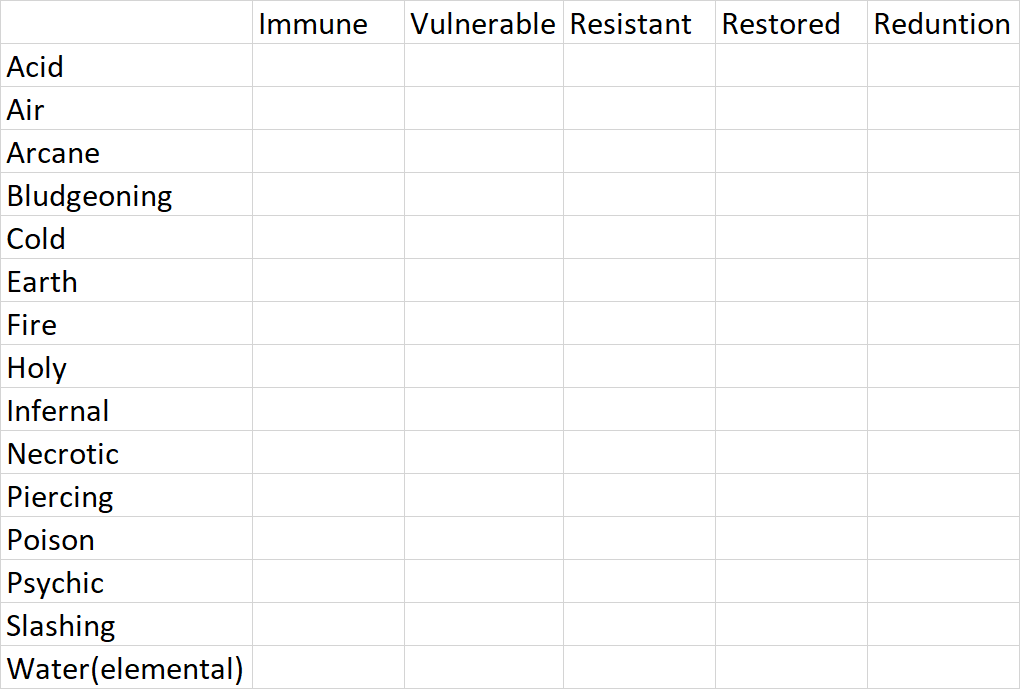 Immune Vulnerable Resistant Restored Reduntion
Acid
Air
Arcane
Bludgeoning
Cold
Earth
Fire
Holy
Infernal
Necrotic
Piercing
Poison
Psychic
Slashing
Water(elemental)